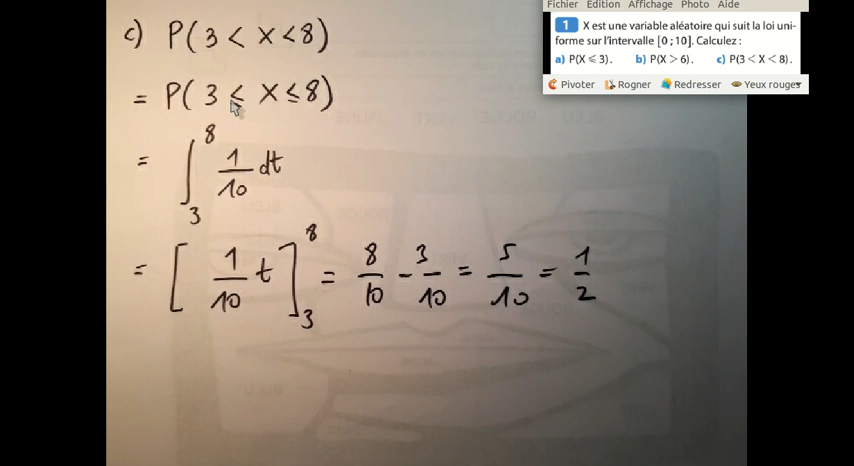 c) P(3 < X < 8)
= P(3 ≤ X ≤ 8)
= ∫₃⁸ 1/10 dt
= [1/10 t]₃⁸ = 8/10 - 3/10 = 5/10 = 1/2
Fichier Edition Affichage Photo Aide
1 X est une variable aléatoire qui suit la loi uni-
forme sur l'intervalle [0 ; 10]. Calculez :
a) P(X ⩽ 3). b) P(X > 6). c) P(3 < X < 8).
Pivoter Rogner Redresser Yeux rouges